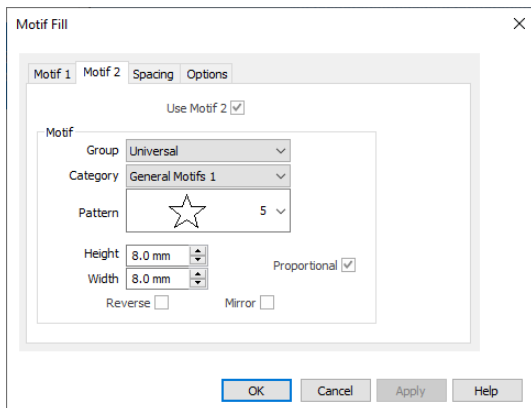 Motif Fill
Motif 1 Motif 2 Spacing Options
Use Motif 2
Motif
Group Universal
Category General Motifs 1
Pattern 5
Height 8.0 mm
Width 8.0 mm
Proportional
Reverse Mirror
OK Cancel Apply Help